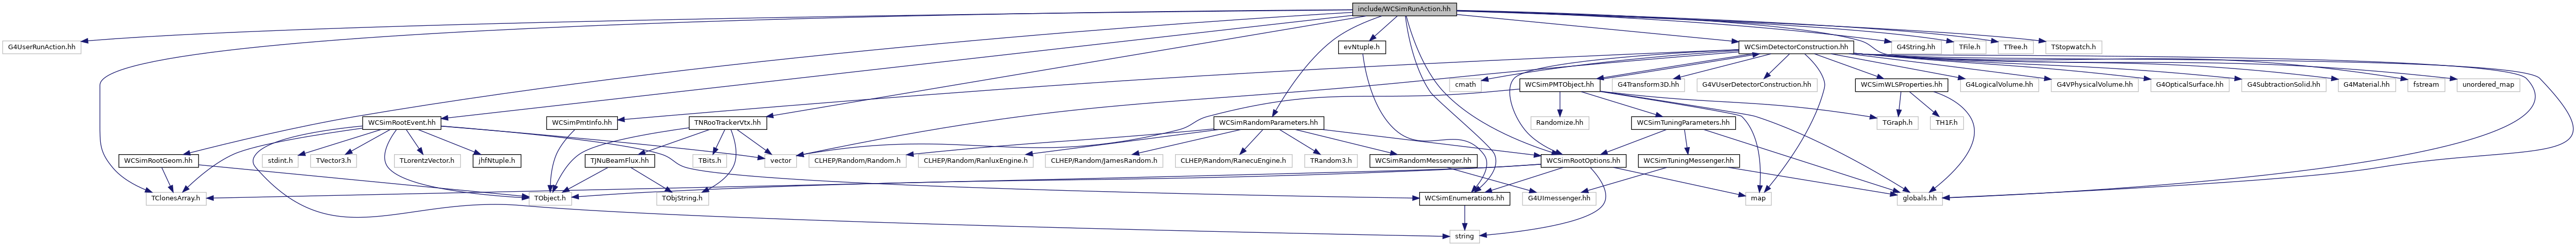 include/WCSimRunAction.hh
G4UserRunAction.hh
evNtuple.h
WCSimDetectorConstruction.hh
G4String.hh
TFile.h
TTree.h
TStopwatch.h
cmath
WCSimPMTObject.hh
G4Transform3D.hh
G4VUserDetectorConstruction.hh
WCSimWLSProperties.hh
G4LogicalVolume.hh
G4VPhysicalVolume.hh
G4OpticalSurface.hh
G4SubtractionSolid.hh
G4Material.hh
fstream
unordered_map
WCSimRootEvent.hh
WCSimPmtInfo.hh
TNRooTrackerVtx.hh
WCSimRandomParameters.hh
Randomize.hh
WCSimTuningParameters.hh
TGraph.h
TH1F.h
WCSimRootGeom.hh
stdint.h
TVector3.h
TLorentzVector.h
jhfNtuple.h
TJNuBeamFlux.hh
TBits.h
vector
CLHEP/Random/Random.h
CLHEP/Random/RanluxEngine.h
CLHEP/Random/JamesRandom.h
CLHEP/Random/RanecuEngine.h
TRandom3.h
WCSimRandomMessenger.hh
WCSimRootOptions.hh
WCSimTuningMessenger.hh
TClonesArray.h
TObject.h
TObjString.h
WCSimEnumerations.hh
G4UImessenger.hh
map
globals.hh
string